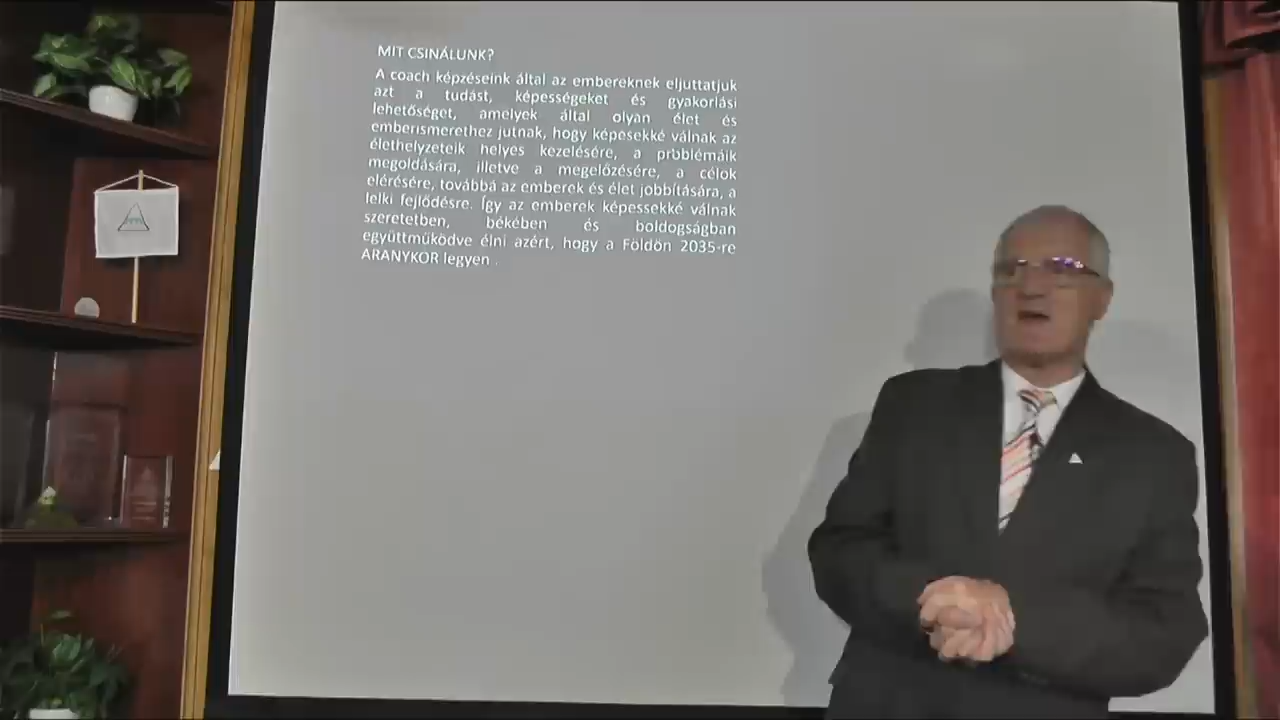 MIT CSINÁLUNK?
A coach képzéseink által az embereknek eljuttatjuk
azt a tudást, képességeket és gyakorlási
lehetőséget, amelyek által olyan élet és
emberismerethez jutnak, hogy képesekké válnak az
élethelyzeteik helyes kezelésére, a problémáik
megoldására, illetve a megelőzésére, a célok
elérésére, továbbá az emberek és élet jobbítására, a
lelki fejlődésre. Így az emberek képessekké válnak
szeretetben, békében és boldogságban
együttműködve élni azért, hogy a Földön 2035-re
ARANYKOR legyen .